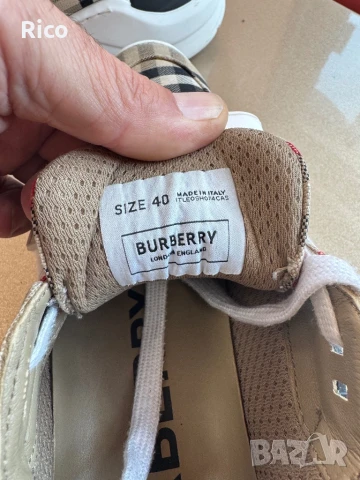 Rico
SIZE 40
MADE IN ITALY
BURBERRY
LONDON ENGLAND
BAZAR